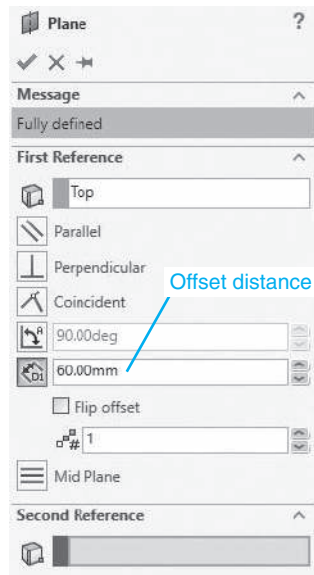 Plane ?
Message
Fully defined
First Reference
Top
Parallel
Perpendicular
Offset distance
Coincident
90.00deg
60.00mm
Flip offset
1
Mid Plane
Second Reference